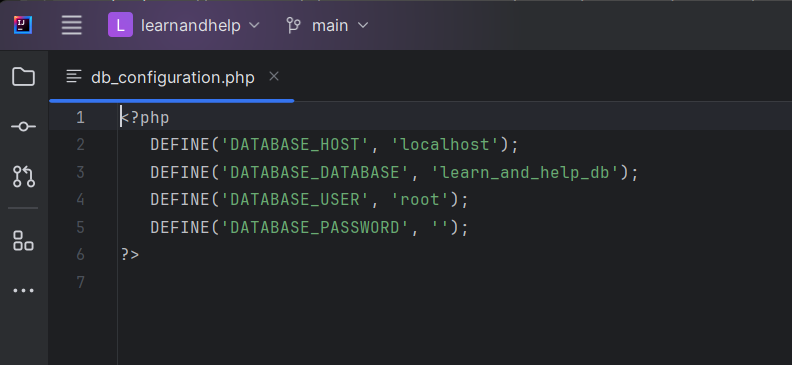 IJ
L learnandhelp main
db_configuration.php
1 <?php
2 DEFINE('DATABASE_HOST', 'localhost');
3 DEFINE('DATABASE_DATABASE', 'learn_and_help_db');
4 DEFINE('DATABASE_USER', 'root');
5 DEFINE('DATABASE_PASSWORD', '');
6 ?>
7